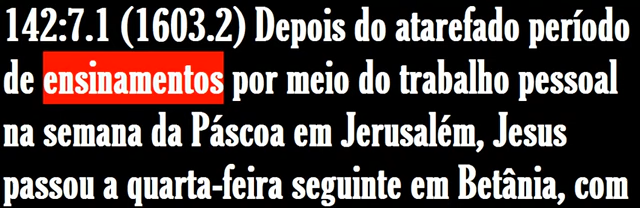 142:7.1 (1603.2) Depois do atarefado período
de ensinamentos por meio do trabalho pessoal
na semana da Páscoa em Jerusalém, Jesus
passou a quarta-feira seguinte em Betânia, com